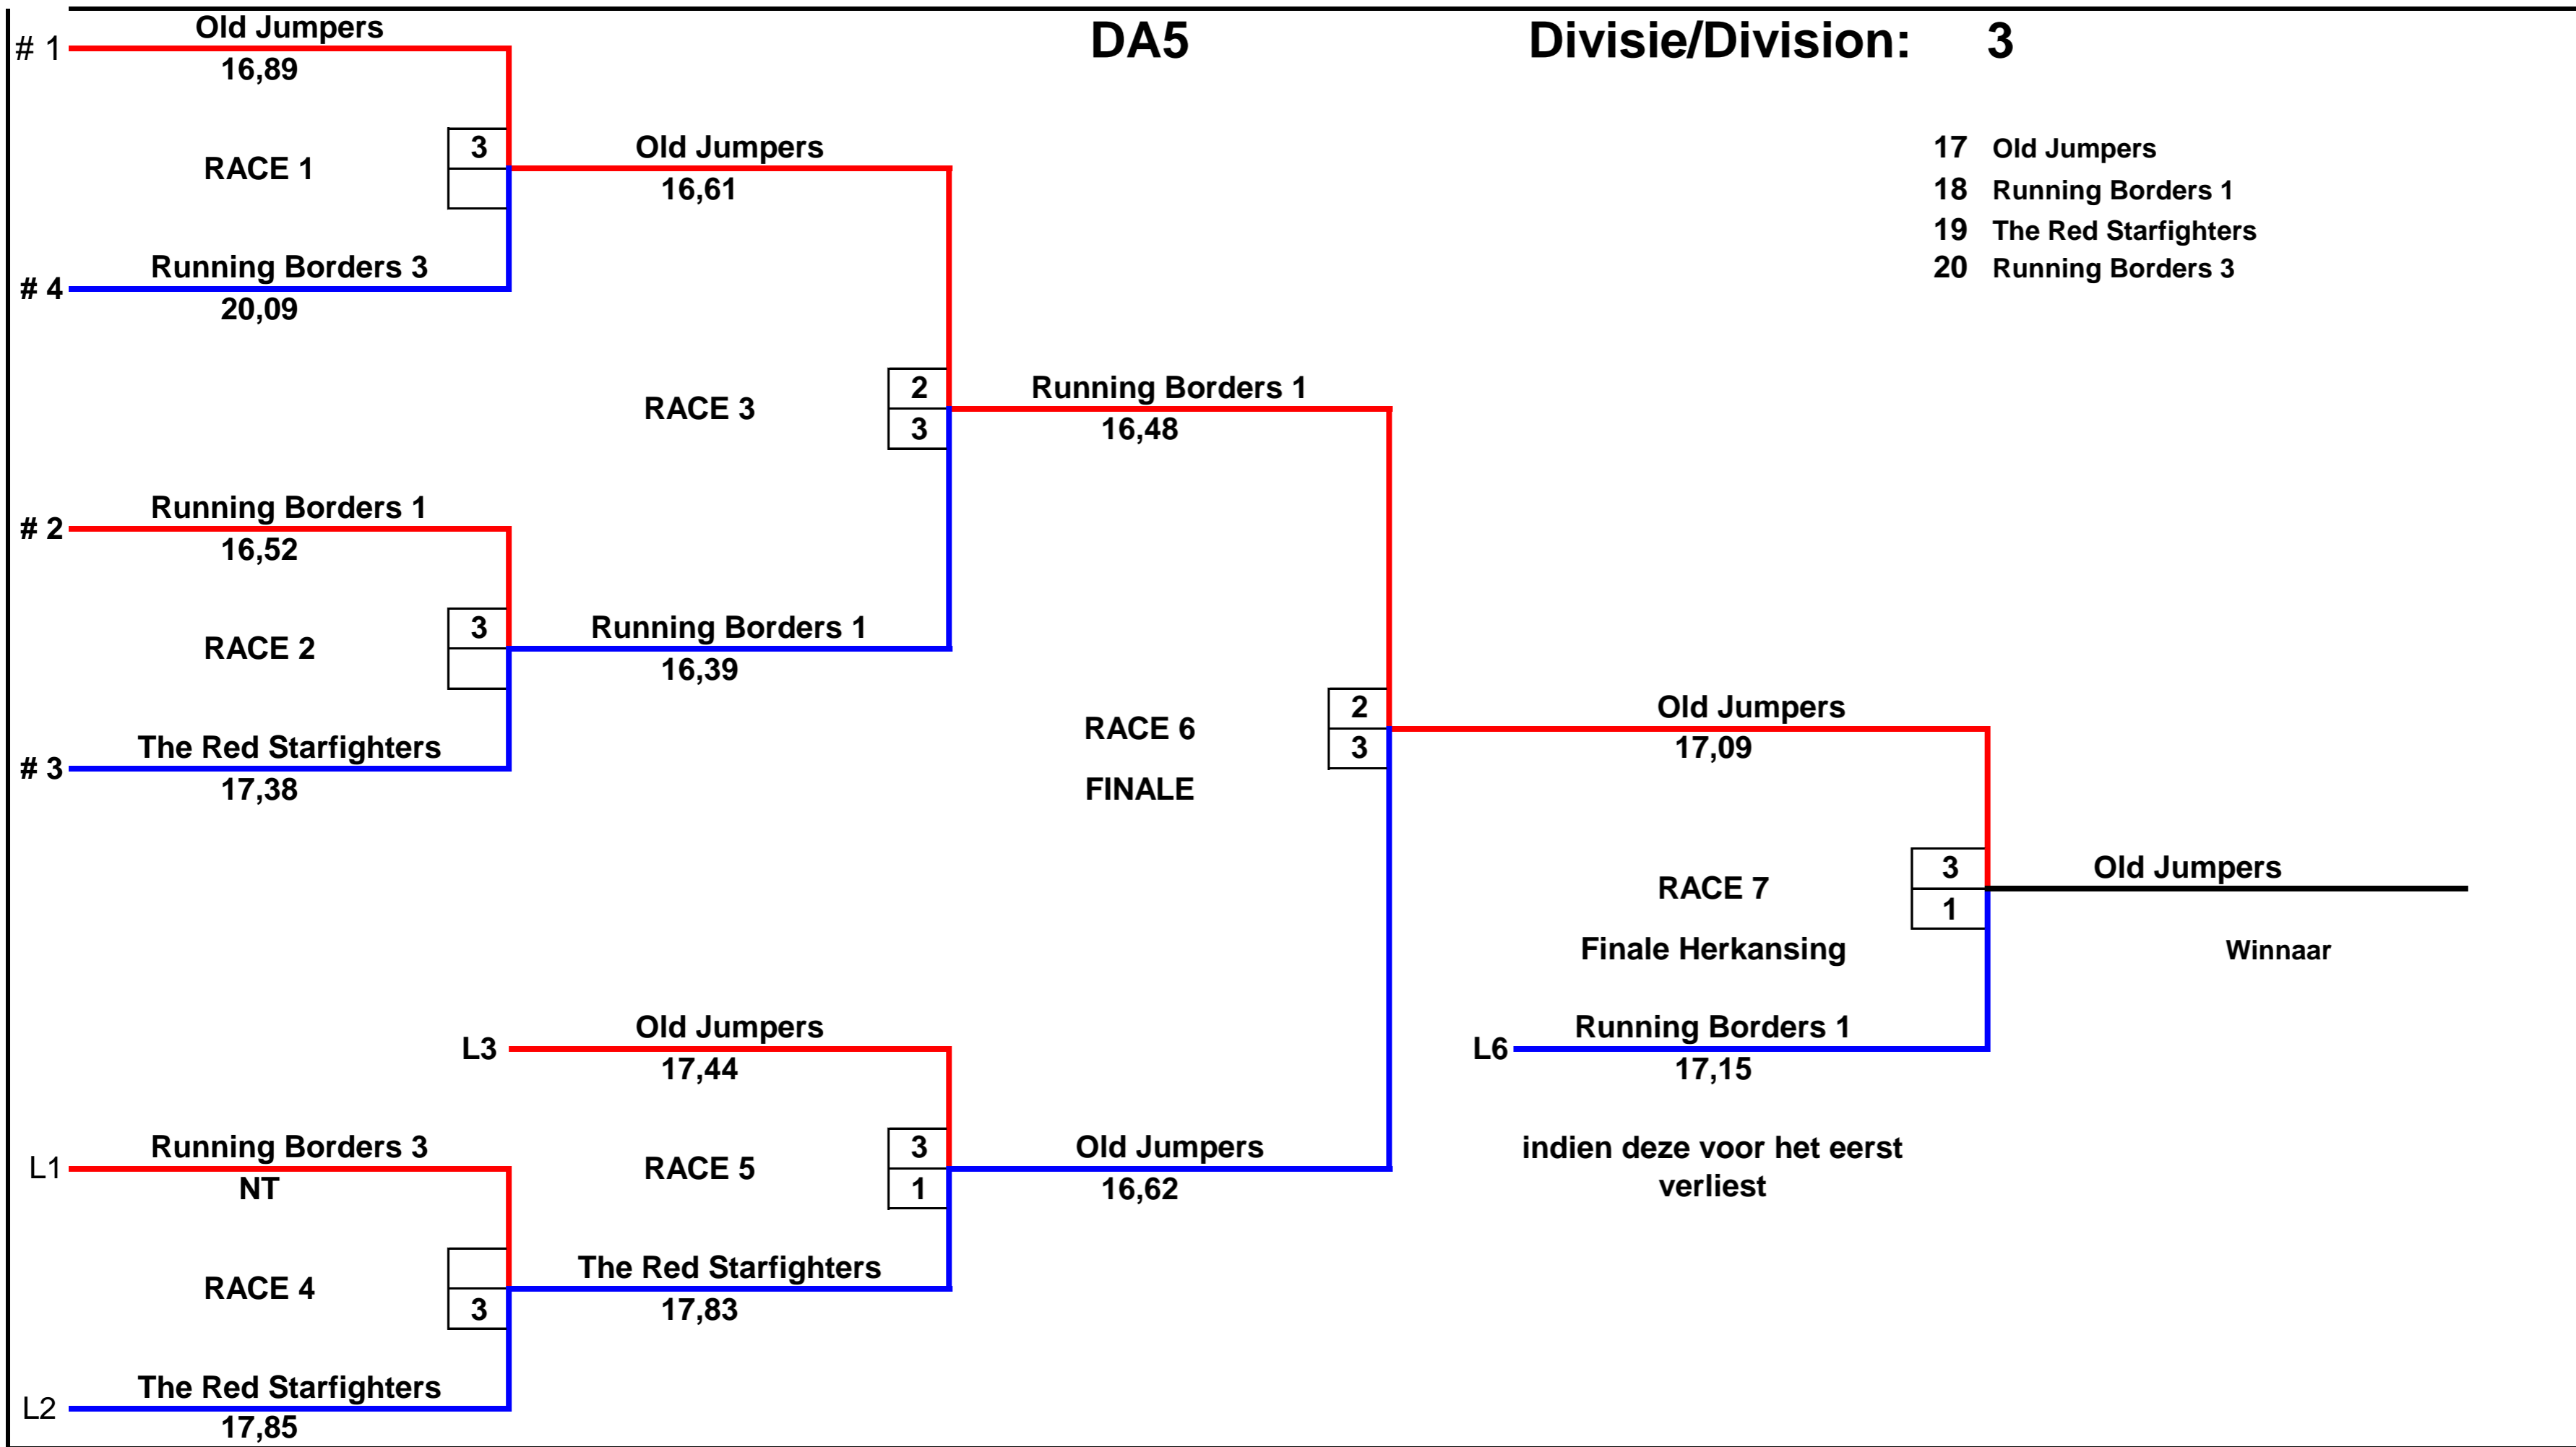 DA5
Divisie/Division: 3
# 1
Old Jumpers
16,89
RACE 1
3
# 4
Running Borders 3
20,09
Old Jumpers
16,61
17 Old Jumpers
18 Running Borders 1
19 The Red Starfighters
20 Running Borders 3
RACE 3
2
3
Running Borders 1
16,48
# 2
Running Borders 1
16,52
RACE 2
3
Running Borders 1
16,39
# 3
The Red Starfighters
17,38
RACE 6
FINALE
2
3
Old Jumpers
17,09
RACE 7
Finale Herkansing
3
1
Old Jumpers
Winnaar
L6
Running Borders 1
17,15
indien deze voor het eerst
verliest
L3
Old Jumpers
17,44
RACE 5
3
1
Old Jumpers
16,62
L1
Running Borders 3
NT
RACE 4
3
The Red Starfighters
17,83
L2
The Red Starfighters
17,85